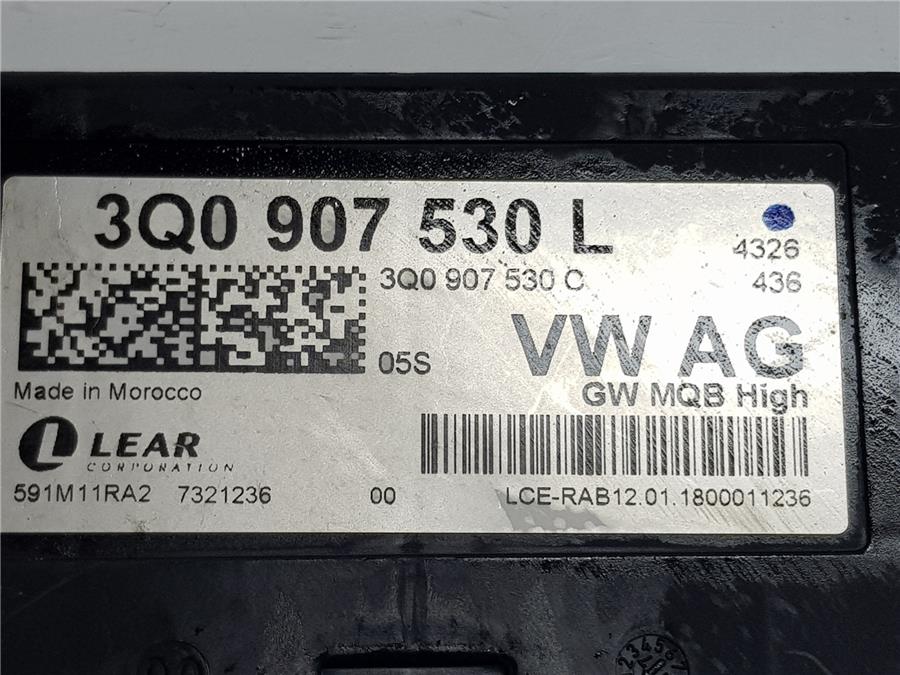 3Q0 907 530 L
4326
3Q0 907 530 C
436
05S
VW AG
GW MQB High
Made in Morocco
LEAR
CORPORATION
591M11RA2 7321236 00 LCE-RAB12.01.1800011236